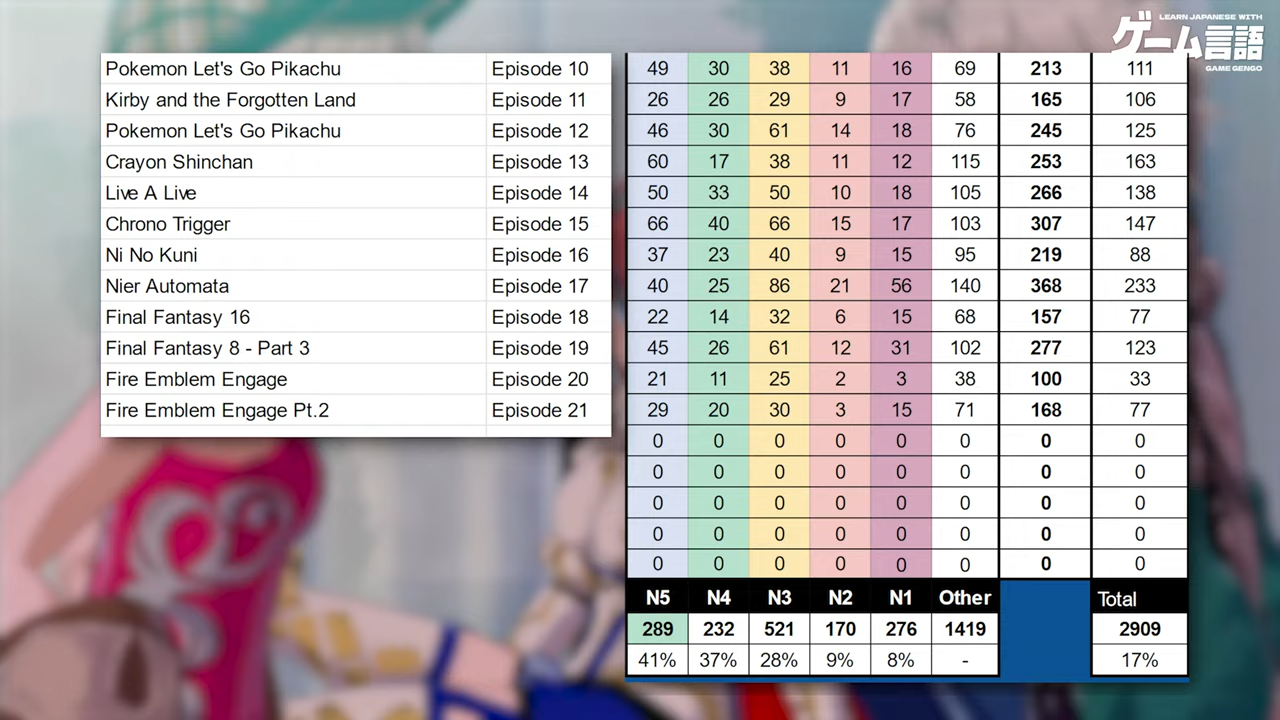 LEARN JAPANESE WITH
ゲーム言語
GAME GENGO
Pokemon Let's Go Pikachu Episode 10 49 30 38 11 16 69 213 111
Kirby and the Forgotten Land Episode 11 26 26 29 9 17 58 165 106
Pokemon Let's Go Pikachu Episode 12 46 30 61 14 18 76 245 125
Crayon Shinchan Episode 13 60 17 38 11 12 115 253 163
Live A Live Episode 14 50 33 50 10 18 105 266 138
Chrono Trigger Episode 15 66 40 66 15 17 103 307 147
Ni No Kuni Episode 16 37 23 40 9 15 95 219 88
Nier Automata Episode 17 40 25 86 21 56 140 368 233
Final Fantasy 16 Episode 18 22 14 32 6 15 68 157 77
Final Fantasy 8 - Part 3 Episode 19 45 26 61 12 31 102 277 123
Fire Emblem Engage Episode 20 21 11 25 2 3 38 100 33
Fire Emblem Engage Pt.2 Episode 21 29 20 30 3 15 71 168 77
0 0 0 0 0 0 0 0
0 0 0 0 0 0 0 0
0 0 0 0 0 0 0 0
0 0 0 0 0 0 0 0
0 0 0 0 0 0 0 0
N5 N4 N3 N2 N1 Other Total
289 232 521 170 276 1419 2909
41% 37% 28% 9% 8% - 17%